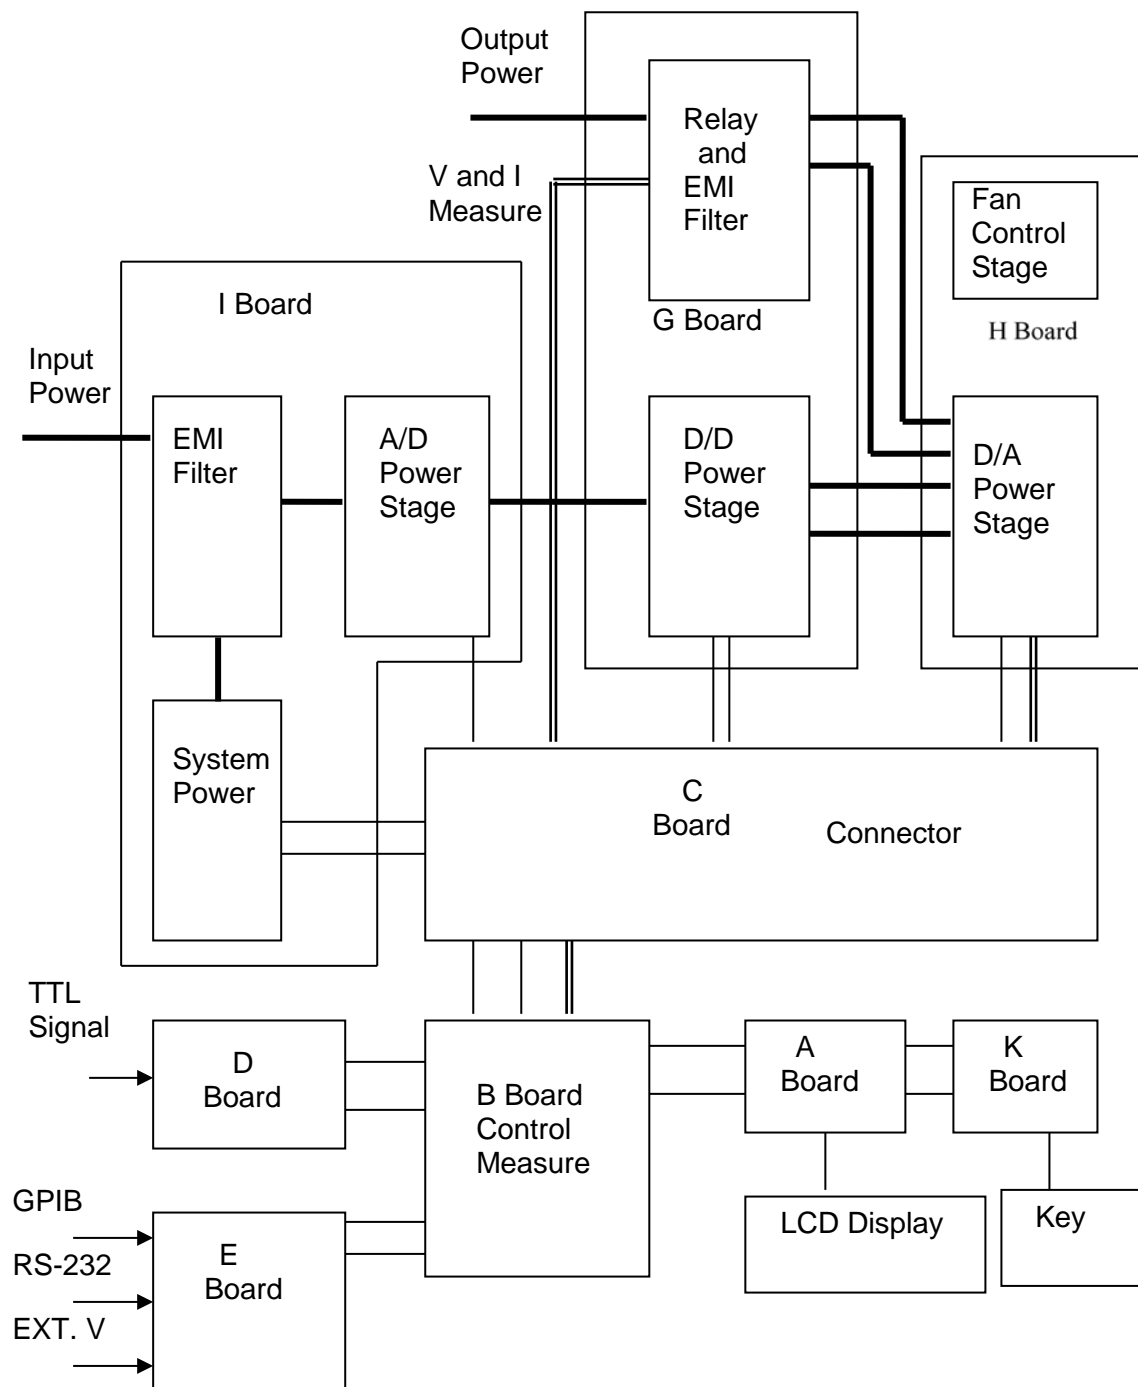 Output
Power
Relay
and
EMI
Filter
V and I
Measure
Fan
Control
Stage
I Board
G Board
H Board
Input
Power
EMI
Filter
A/D
Power
Stage
D/D
Power
Stage
D/A
Power
Stage
System
Power
C
Board
Connector
TTL
Signal
D
Board
B Board
Control
Measure
A
Board
K
Board
GPIB
RS-232
EXT. V
E
Board
LCD Display
Key